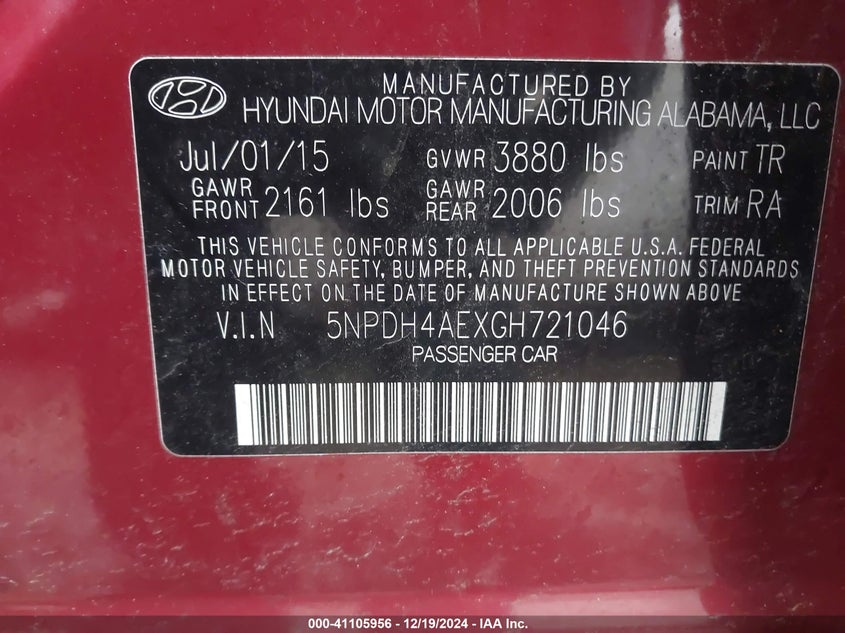 MANUFACTURED BY
HYUNDAI MOTOR MANUFACTURING ALABAMA, LLC
Jul/01/15 GVWR 3880 lbs PAINT TR
GAWR FRONT 2161 lbs GAWR REAR 2006 lbs TRIM RA
THIS VEHICLE CONFORMS TO ALL APPLICABLE U.S.A. FEDERAL
MOTOR VEHICLE SAFETY, BUMPER, AND THEFT PREVENTION STANDARDS
IN EFFECT ON THE DATE OF MANUFACTURE SHOWN ABOVE
V.I.N 5NPDH4AEXGH721046
PASSENGER CAR
000-41105956 - 12/19/2024 - IAA Inc.